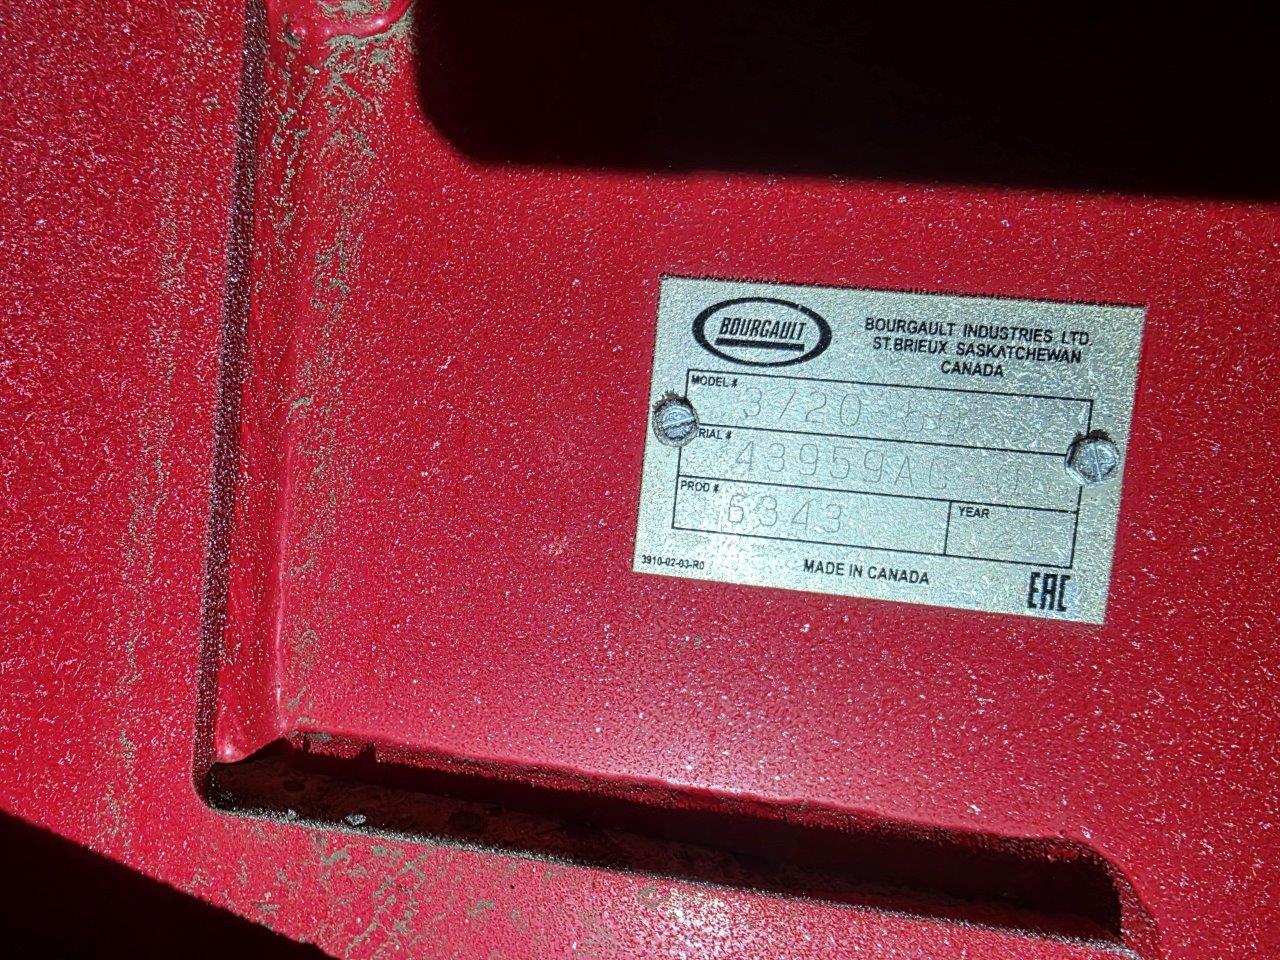 BOURGAULT
BOURGAULT INDUSTRIES LTD.
ST.BRIEUX SASKATCHEWAN
CANADA
MODEL #
3720
RIAL #
43959AC
PROD #
6343
YEAR
3910-02-03-R0
MADE IN CANADA
EAC